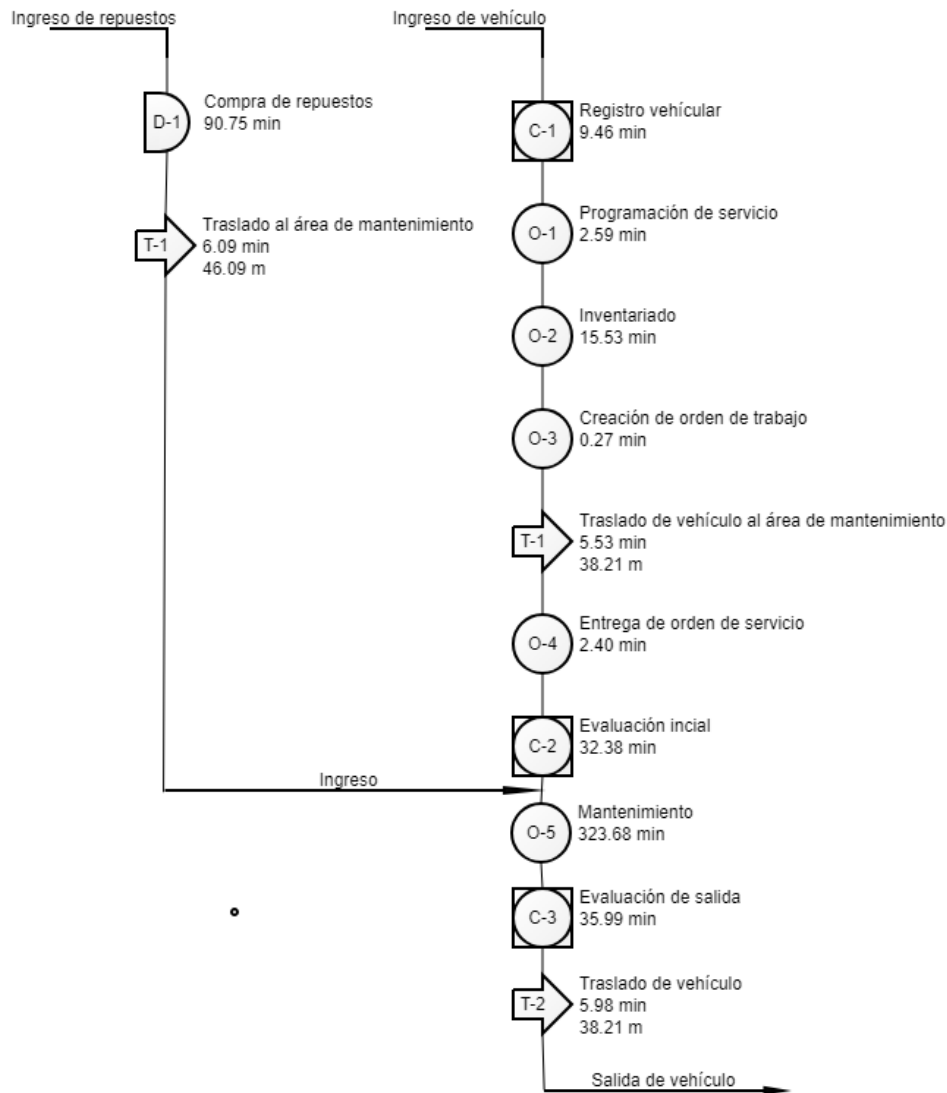 Ingreso de repuestos
D-1
Compra de repuestos
90.75 min
T-1
Traslado al área de mantenimiento
6.09 min
46.09 m
Ingreso de vehículo
C-1
Registro vehícular
9.46 min
O-1
Programación de servicio
2.59 min
O-2
Inventariado
15.53 min
O-3
Creación de orden de trabajo
0.27 min
T-1
Traslado de vehículo al área de mantenimiento
5.53 min
38.21 m
O-4
Entrega de orden de servicio
2.40 min
C-2
Evaluación incial
32.38 min
Ingreso
O-5
Mantenimiento
323.68 min
C-3
Evaluación de salida
35.99 min
T-2
Traslado de vehículo
5.98 min
38.21 m
Salida de vehículo